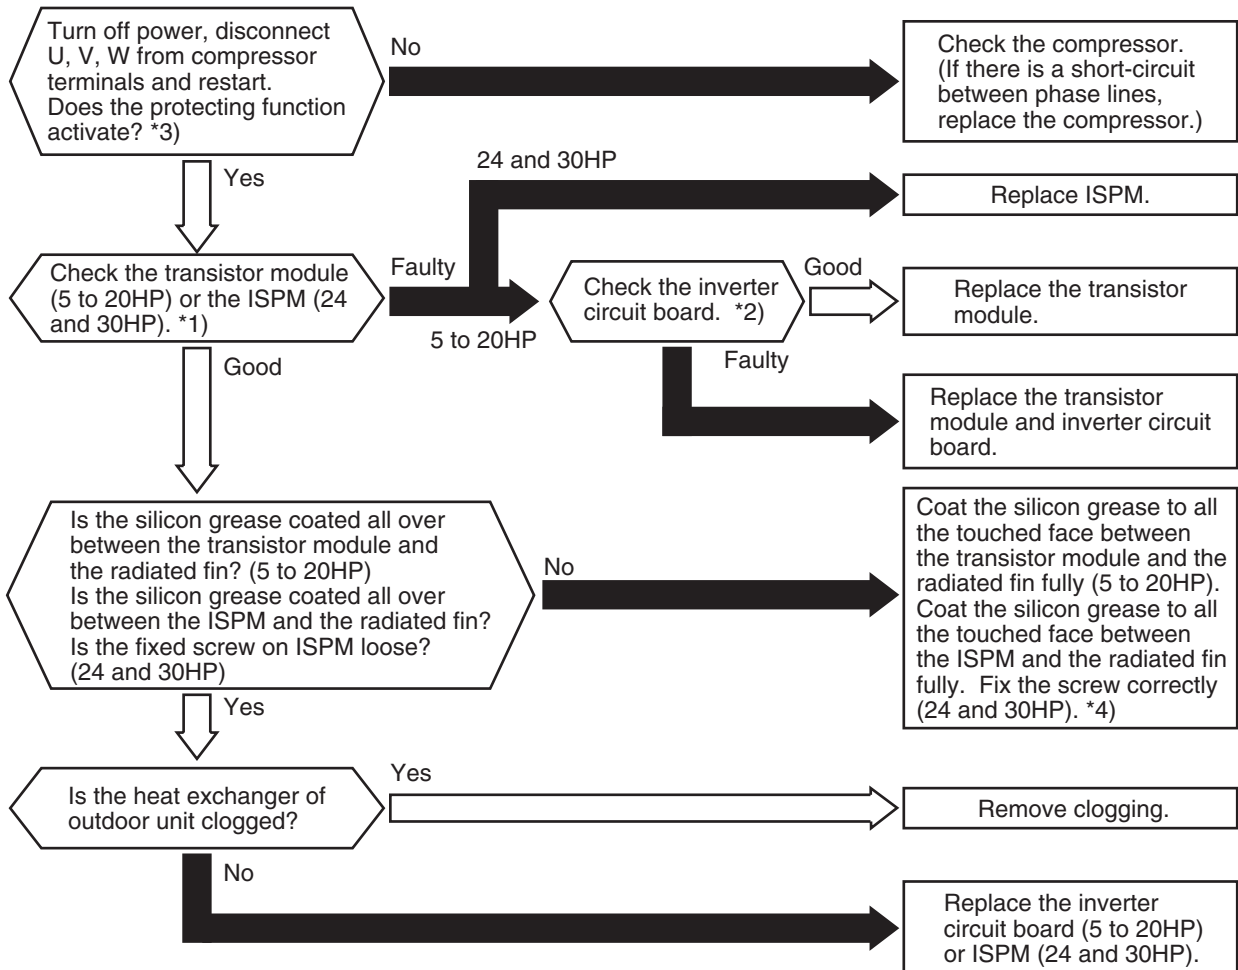 Turn off power, disconnect
U, V, W from compressor
terminals and restart.
Does the protecting function
activate? *3)
No
Check the compressor.
(If there is a short-circuit
between phase lines,
replace the compressor.)
Yes
24 and 30HP
Replace ISPM.
Check the transistor module
(5 to 20HP) or the ISPM (24
and 30HP). *1)
Faulty
5 to 20HP
Check the inverter
circuit board. *2)
Good
Replace the transistor
module.
Faulty
Replace the transistor
module and inverter circuit
board.
Good
Is the silicon grease coated all over
between the transistor module and
the radiated fin? (5 to 20HP)
Is the silicon grease coated all over
between the ISPM and the radiated fin?
Is the fixed screw on ISPM loose?
(24 and 30HP)
No
Coat the silicon grease to all
the touched face between
the transistor module and the
radiated fin fully (5 to 20HP).
Coat the silicon grease to all
the touched face between
the ISPM and the radiated fin
fully. Fix the screw correctly
(24 and 30HP). *4)
Yes
Is the heat exchanger of
outdoor unit clogged?
Yes
Remove clogging.
No
Replace the inverter
circuit board (5 to 20HP)
or ISPM (24 and 30HP).